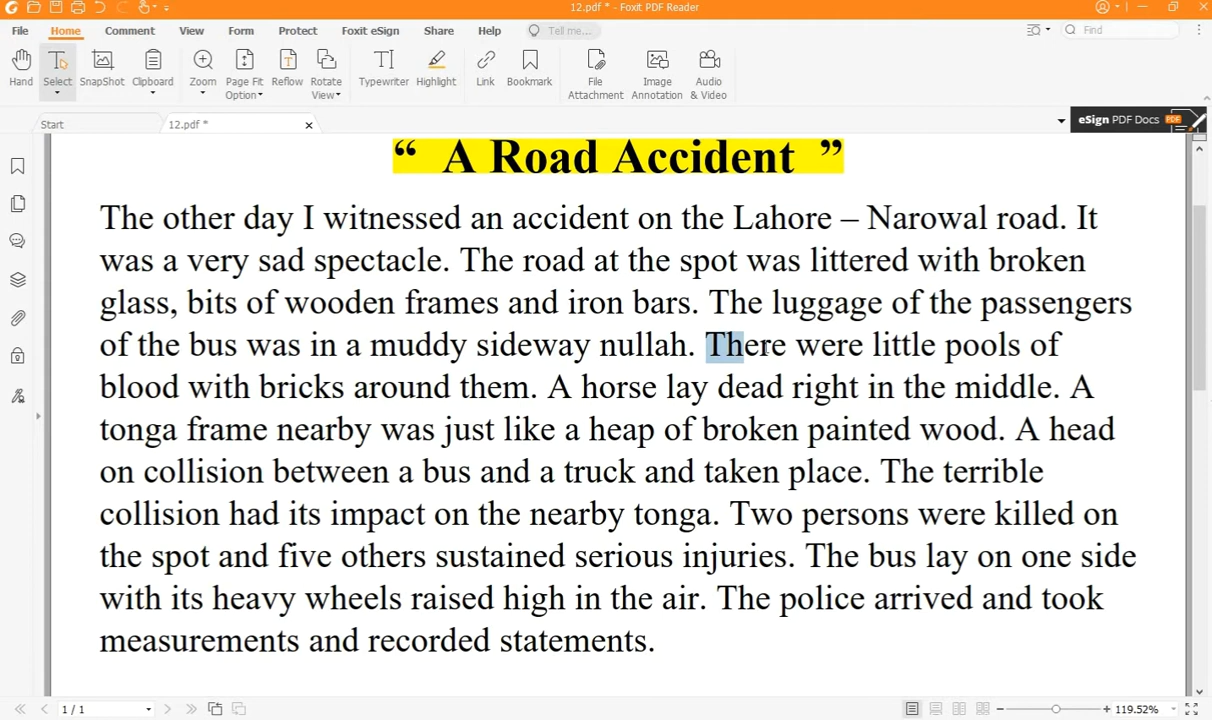 12.pdf * - Foxit PDF Reader
File Home Comment View Form Protect Foxit eSign Share Help Tell me... Find
Hand Select SnapShot Clipboard Zoom Page Fit Option Reflow Rotate View Typewriter Highlight Link Bookmark File Attachment Image Annotation Audio & Video
Start 12.pdf * eSign PDF Docs PDF
“ A Road Accident ”
The other day I witnessed an accident on the Lahore – Narowal road. It
was a very sad spectacle. The road at the spot was littered with broken
glass, bits of wooden frames and iron bars. The luggage of the passengers
of the bus was in a muddy sideway nullah. There were little pools of
blood with bricks around them. A horse lay dead right in the middle. A
tonga frame nearby was just like a heap of broken painted wood. A head
on collision between a bus and a truck and taken place. The terrible
collision had its impact on the nearby tonga. Two persons were killed on
the spot and five others sustained serious injuries. The bus lay on one side
with its heavy wheels raised high in the air. The police arrived and took
measurements and recorded statements.
1 / 1 119.52%